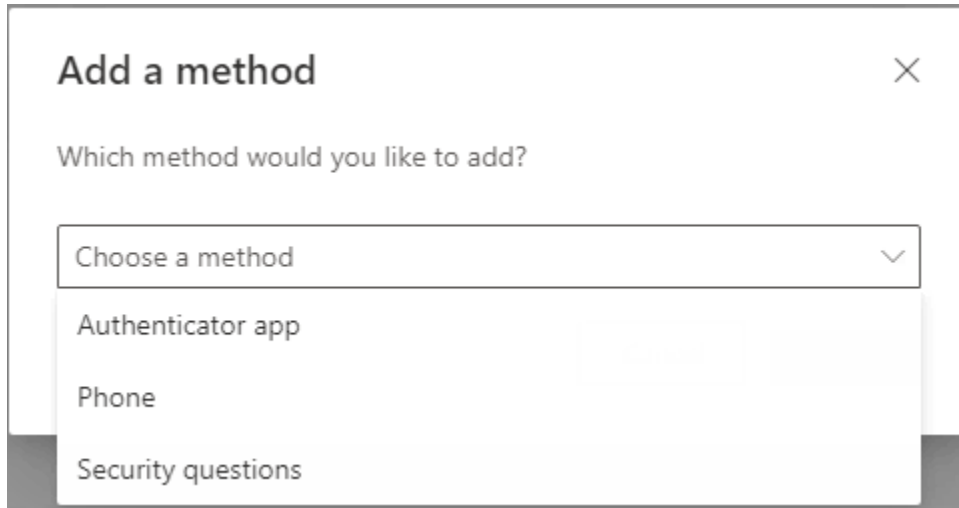 Add a method
Which method would you like to add?
Choose a method
Authenticator app
Phone
Security questions